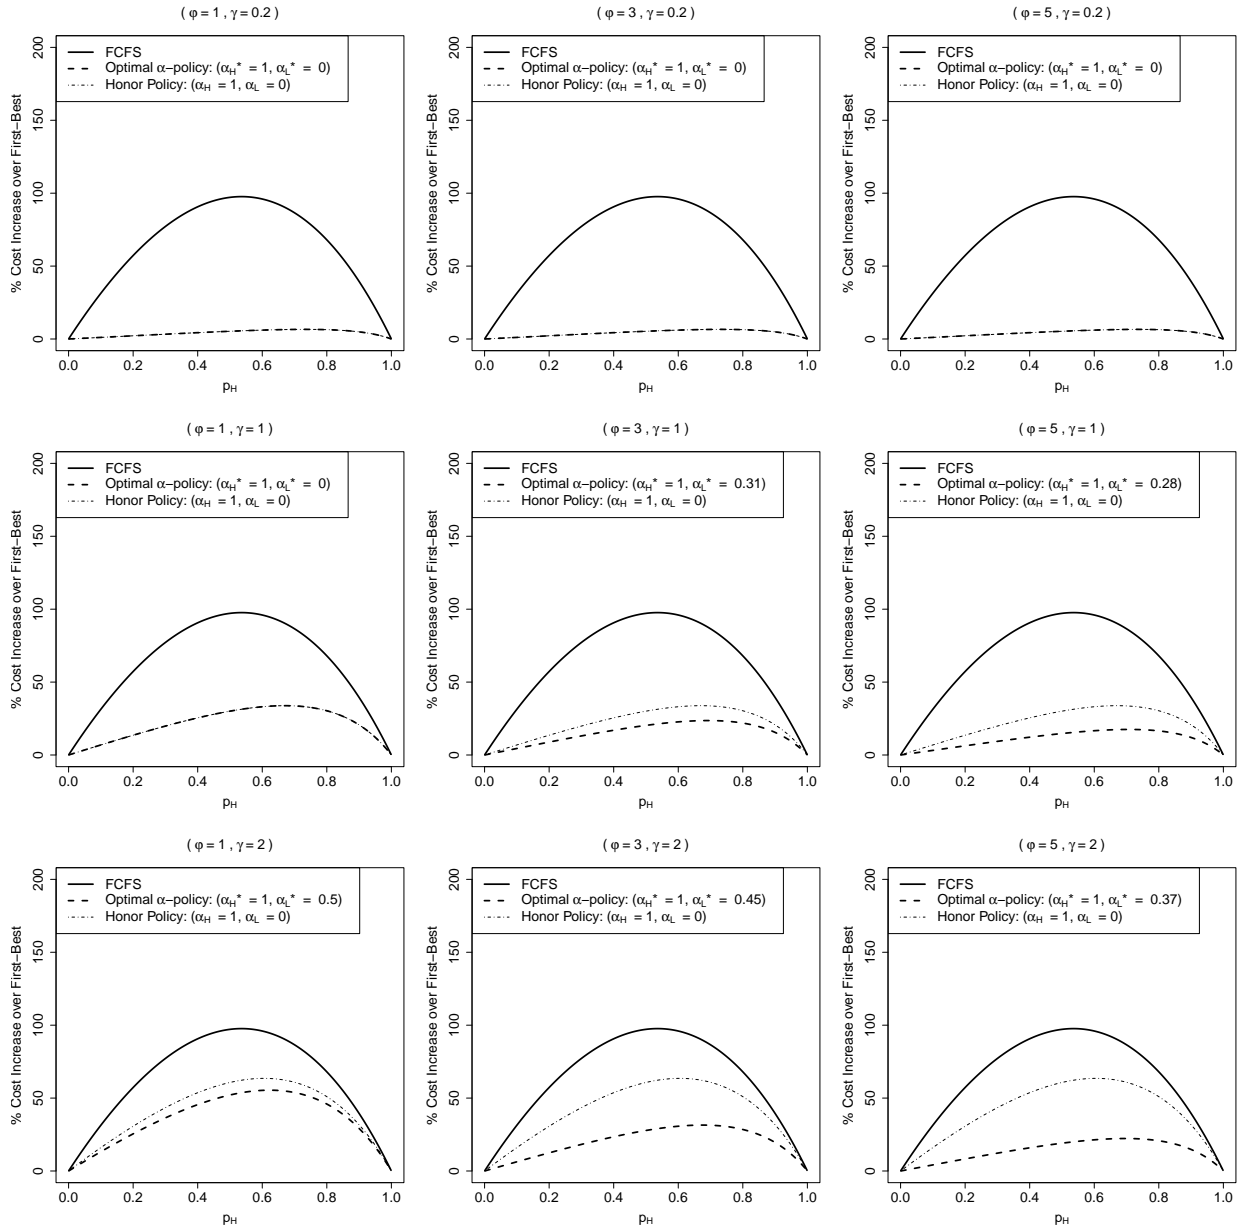 ( φ = 1 , γ = 0.2 )
% Cost Increase over First−Best
200
150
100
50
0
FCFS
Optimal α−policy: (αH* = 1, αL* = 0)
Honor Policy: (αH = 1, αL = 0)
0.0 0.2 0.4 0.6 0.8 1.0
pH
( φ = 3 , γ = 0.2 )
% Cost Increase over First−Best
200
150
100
50
0
FCFS
Optimal α−policy: (αH* = 1, αL* = 0)
Honor Policy: (αH = 1, αL = 0)
0.0 0.2 0.4 0.6 0.8 1.0
pH
( φ = 5 , γ = 0.2 )
% Cost Increase over First−Best
200
150
100
50
0
FCFS
Optimal α−policy: (αH* = 1, αL* = 0)
Honor Policy: (αH = 1, αL = 0)
0.0 0.2 0.4 0.6 0.8 1.0
pH
( φ = 1 , γ = 1 )
% Cost Increase over First−Best
200
150
100
50
0
FCFS
Optimal α−policy: (αH* = 1, αL* = 0)
Honor Policy: (αH = 1, αL = 0)
0.0 0.2 0.4 0.6 0.8 1.0
pH
( φ = 3 , γ = 1 )
% Cost Increase over First−Best
200
150
100
50
0
FCFS
Optimal α−policy: (αH* = 1, αL* = 0.31)
Honor Policy: (αH = 1, αL = 0)
0.0 0.2 0.4 0.6 0.8 1.0
pH
( φ = 5 , γ = 1 )
% Cost Increase over First−Best
200
150
100
50
0
FCFS
Optimal α−policy: (αH* = 1, αL* = 0.28)
Honor Policy: (αH = 1, αL = 0)
0.0 0.2 0.4 0.6 0.8 1.0
pH
( φ = 1 , γ = 2 )
% Cost Increase over First−Best
200
150
100
50
0
FCFS
Optimal α−policy: (αH* = 1, αL* = 0.5)
Honor Policy: (αH = 1, αL = 0)
0.0 0.2 0.4 0.6 0.8 1.0
pH
( φ = 3 , γ = 2 )
% Cost Increase over First−Best
200
150
100
50
0
FCFS
Optimal α−policy: (αH* = 1, αL* = 0.45)
Honor Policy: (αH = 1, αL = 0)
0.0 0.2 0.4 0.6 0.8 1.0
pH
( φ = 5 , γ = 2 )
% Cost Increase over First−Best
200
150
100
50
0
FCFS
Optimal α−policy: (αH* = 1, αL* = 0.37)
Honor Policy: (αH = 1, αL = 0)
0.0 0.2 0.4 0.6 0.8 1.0
pH